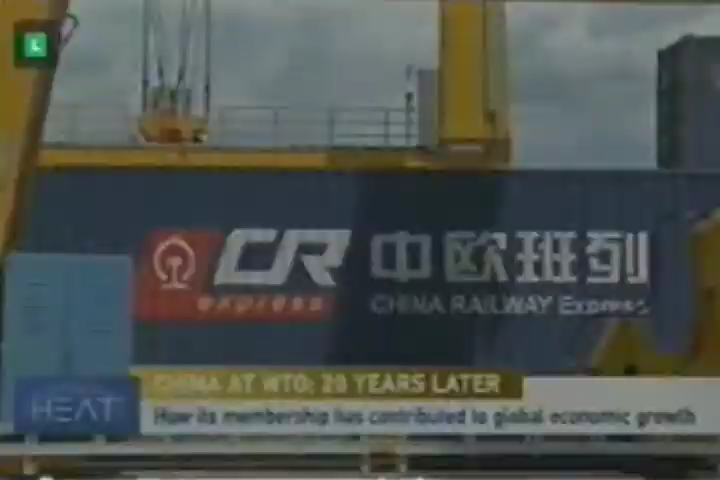 L
CR 中欧班列
express CHINA RAILWAY Express
CHINA AT WTO: 20 YEARS LATER
HEAT How its membership has contributed to global economic growth